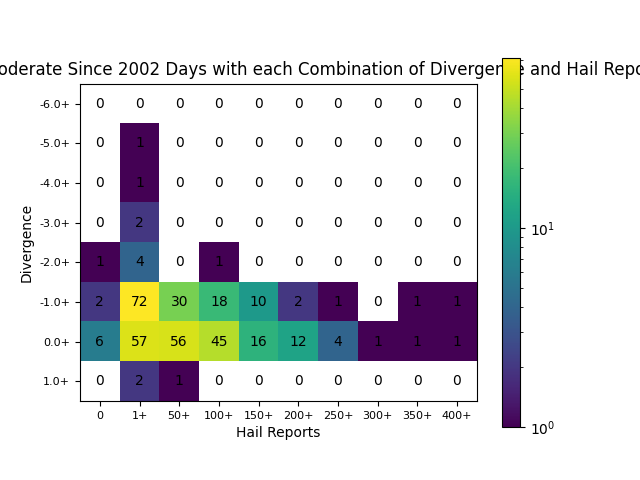 oderate Since 2002 Days with each Combination of Divergence and Hail Repo
-6.0+ 0 0 0 0 0 0 0 0 0 0
-5.0+ 0 1 0 0 0 0 0 0 0 0
-4.0+ 0 1 0 0 0 0 0 0 0 0
-3.0+ 0 2 0 0 0 0 0 0 0 0
-2.0+ 1 4 0 1 0 0 0 0 0 0
-1.0+ 2 72 30 18 10 2 1 0 1 1
0.0+ 6 57 56 45 16 12 4 1 1 1
1.0+ 0 2 1 0 0 0 0 0 0 0
0 1+ 50+ 100+ 150+ 200+ 250+ 300+ 350+ 400+
Hail Reports
Divergence
10¹
10⁰